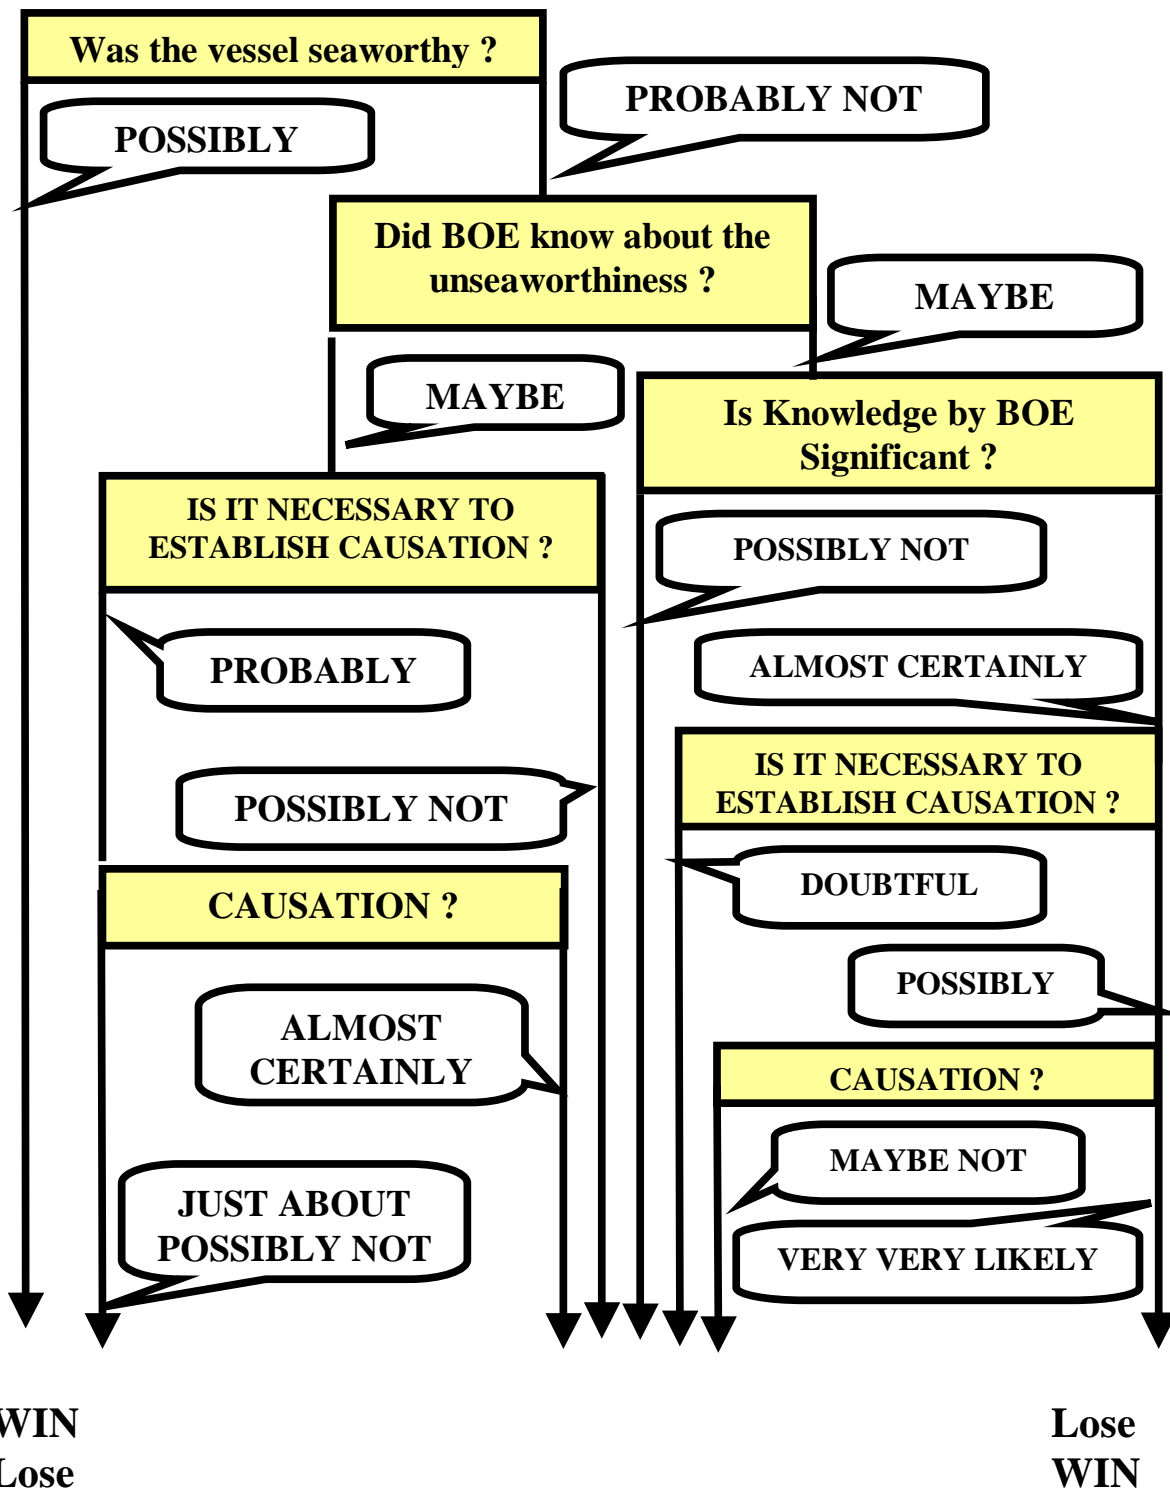 Was the vessel seaworthy ?
PROBABLY NOT
POSSIBLY
Did BOE know about the
unseaworthiness ?
MAYBE
MAYBE
Is Knowledge by BOE
Significant ?
IS IT NECESSARY TO
ESTABLISH CAUSATION ?
POSSIBLY NOT
PROBABLY
ALMOST CERTAINLY
IS IT NECESSARY TO
ESTABLISH CAUSATION ?
POSSIBLY NOT
DOUBTFUL
CAUSATION ?
POSSIBLY
ALMOST
CERTAINLY
CAUSATION ?
MAYBE NOT
JUST ABOUT
POSSIBLY NOT
VERY VERY LIKELY
WIN
Lose
Lose
WIN